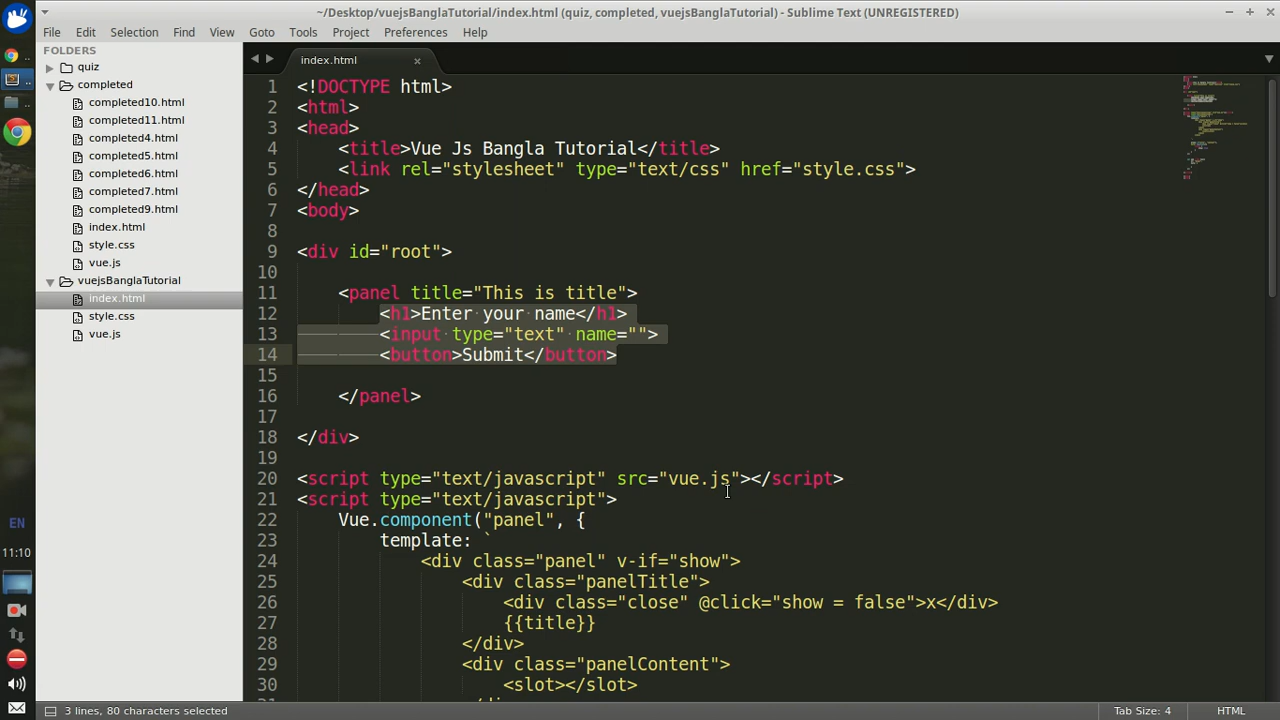 ~/Desktop/vuejsBanglaTutorial/index.html (quiz, completed, vuejsBanglaTutorial) - Sublime Text (UNREGISTERED)
File Edit Selection Find View Goto Tools Project Preferences Help
FOLDERS
quiz
completed
completed10.html
completed11.html
completed4.html
completed5.html
completed6.html
completed7.html
completed9.html
index.html
style.css
vue.js
vuejsBanglaTutorial
index.html
style.css
vue.js
EN
11:10
index.html
1 <!DOCTYPE html>
2 <html>
3 <head>
4 <title>Vue Js Bangla Tutorial</title>
5 <link rel="stylesheet" type="text/css" href="style.css">
6 </head>
7 <body>
8
9 <div id="root">
10
11 <panel title="This is title">
12 <h1>Enter your name</h1>
13 <input type="text" name="">
14 <button>Submit</button>
15
16 </panel>
17
18 </div>
19
20 <script type="text/javascript" src="vue.js"></script>
21 <script type="text/javascript">
22 Vue.component("panel", {
23 template: `
24 <div class="panel" v-if="show">
25 <div class="panelTitle">
26 <div class="close" @click="show = false">x</div>
27 {{title}}
28 </div>
29 <div class="panelContent">
30 <slot></slot>
3 lines, 80 characters selected
Tab Size: 4
HTML